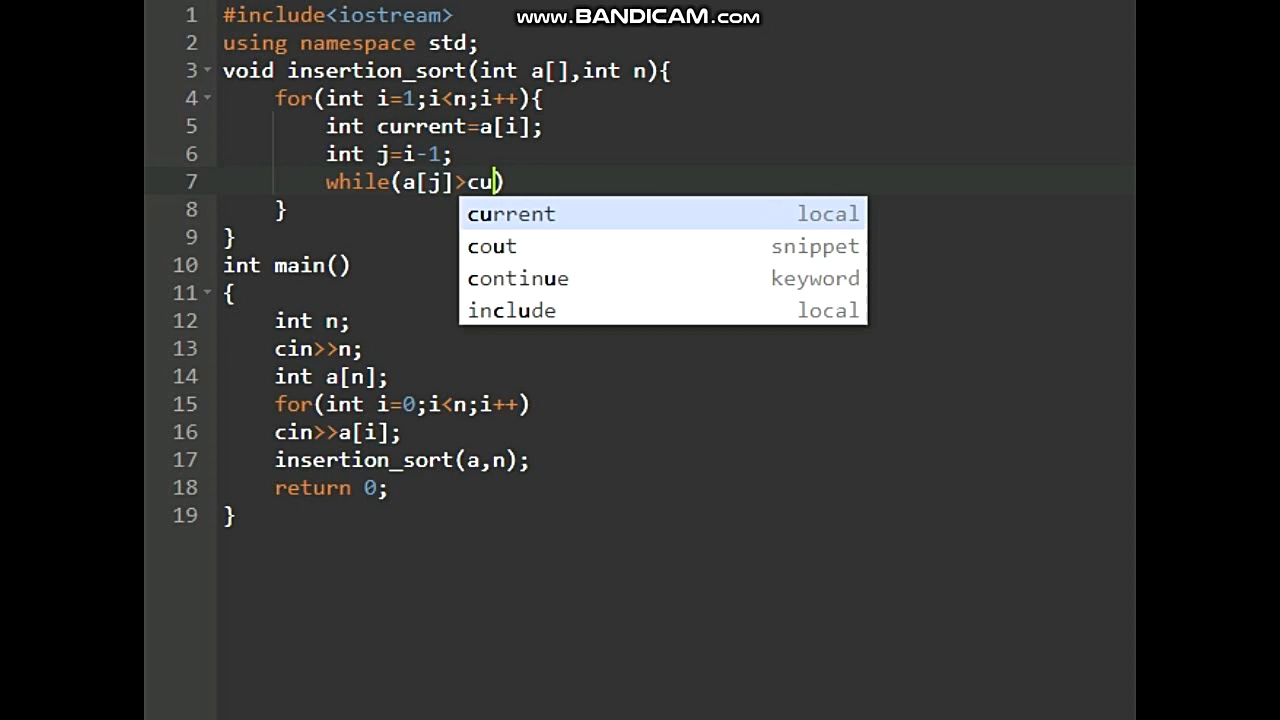 www.BANDICAM.com
1 #include<iostream>
2 using namespace std;
3 void insertion_sort(int a[],int n){
4 for(int i=1;i<n;i++){
5 int current=a[i];
6 int j=i-1;
7 while(a[j]>cu)
current local
cout snippet
continue keyword
include local
8 }
9 }
10 int main()
11 {
12 int n;
13 cin>>n;
14 int a[n];
15 for(int i=0;i<n;i++)
16 cin>>a[i];
17 insertion_sort(a,n);
18 return 0;
19 }